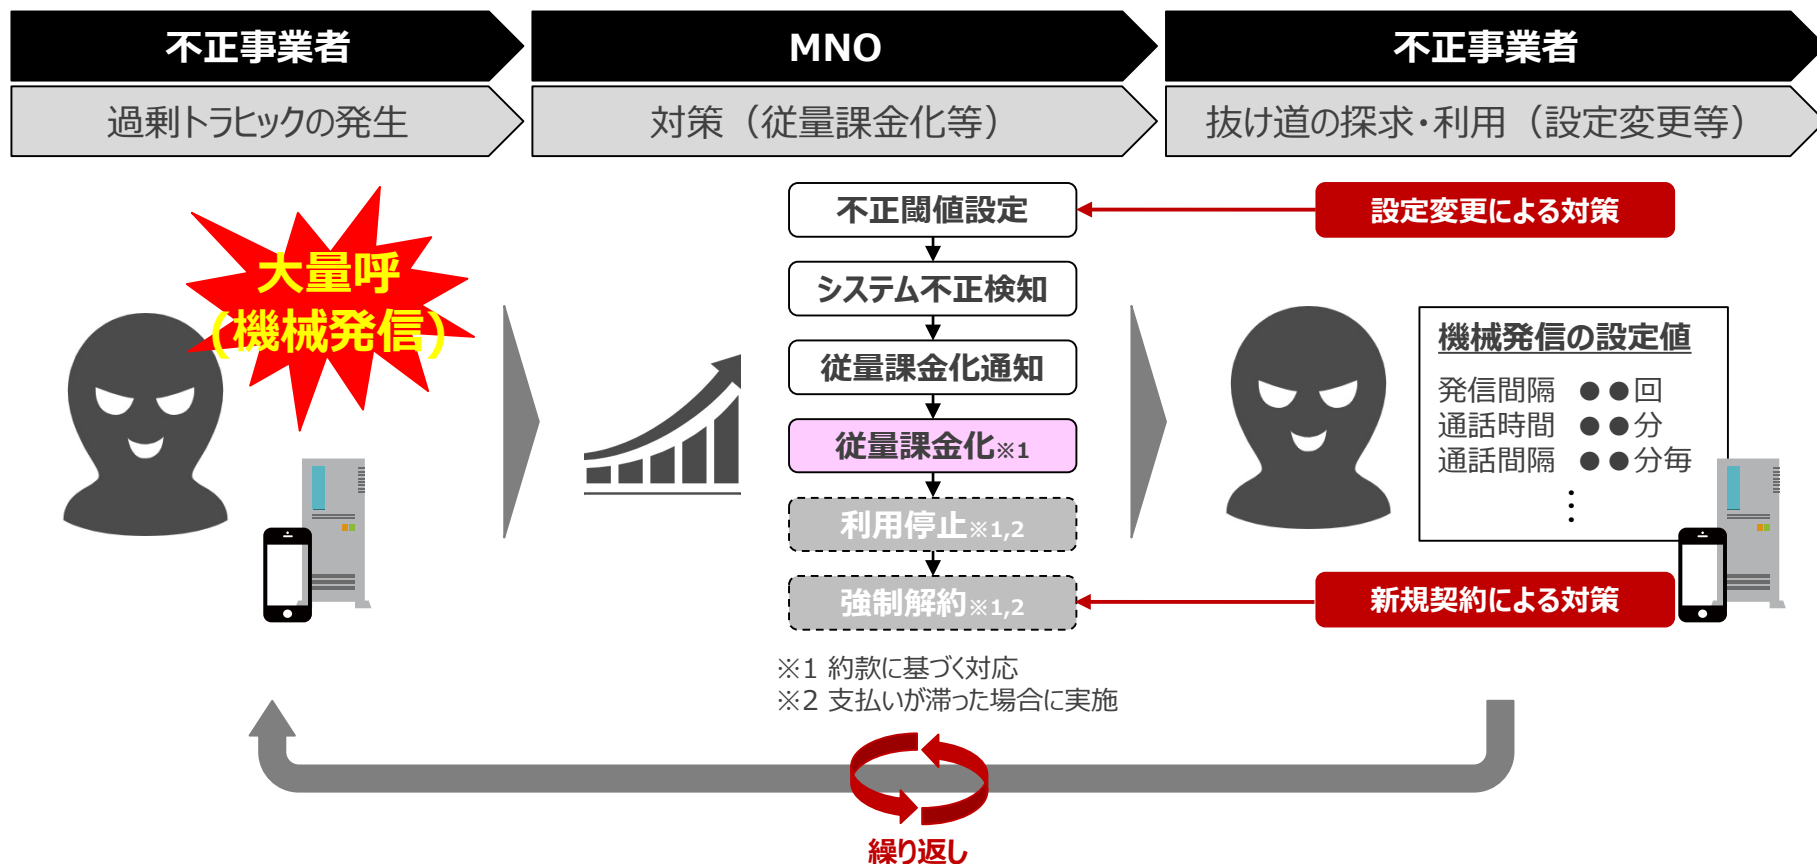 不正事業者
MNO
不正事業者
過剰トラヒックの発生
対策（従量課金化等）
抜け道の探求・利用（設定変更等）
大量呼
(機械発信)
不正閾値設定
システム不正検知
従量課金化通知
従量課金化※1
利用停止※1,2
強制解約※1,2
※1 約款に基づく対応
※2 支払いが滞った場合に実施
設定変更による対策
機械発信の設定値
発信間隔 ●●回
通話時間 ●●分
通話間隔 ●●分毎
⋮
新規契約による対策
繰り返し